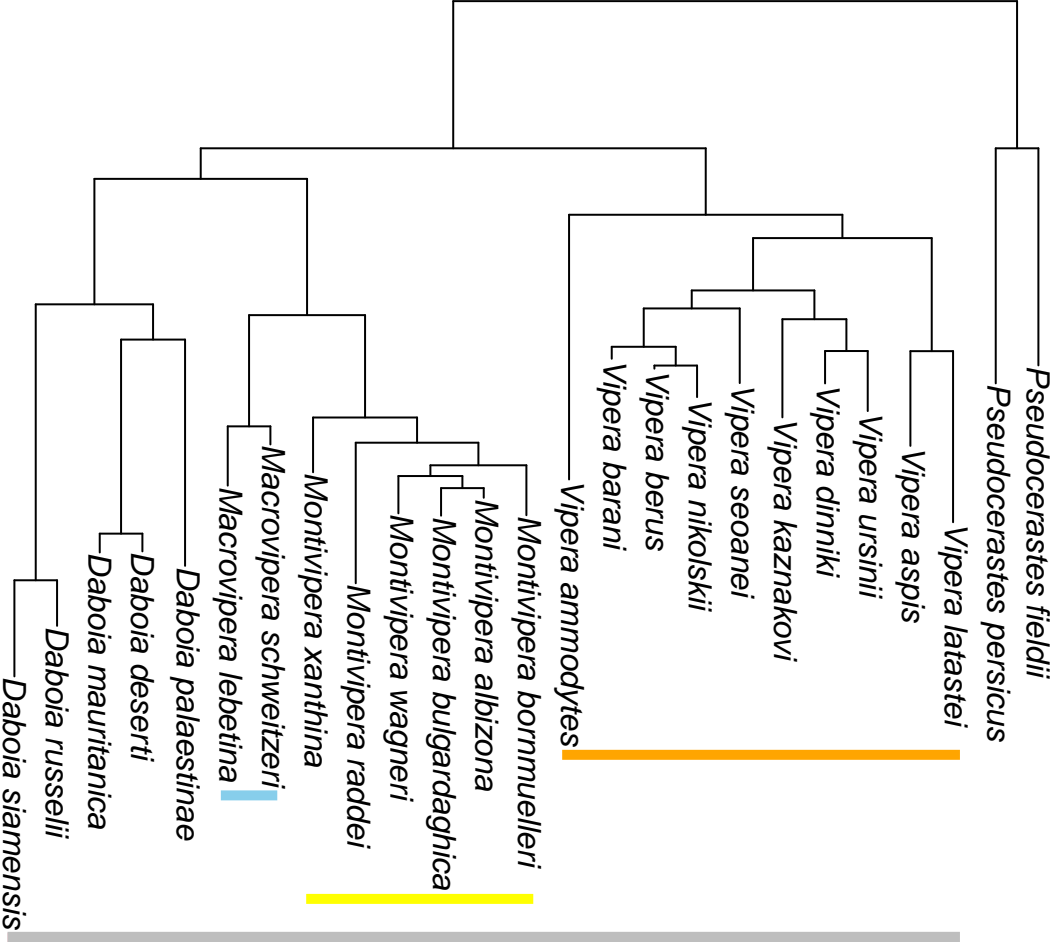 Pseudocerastes fieldii
Pseudocerastes persicus
Vipera latastei
Vipera aspis
Vipera ursinii
Vipera dinniki
Vipera kaznakovi
Vipera seoanei
Vipera nikolskii
Vipera berus
Vipera barani
Vipera ammodytes
Montivipera bornmuelleri
Montivipera albizona
Montivipera bulgardaghica
Montivipera wagneri
Montivipera raddei
Montivipera xanthina
Macrovipera schweitzeri
Macrovipera lebetina
Daboia palaestinae
Daboia deserti
Daboia mauritanica
Daboia russelii
Daboia siamensis